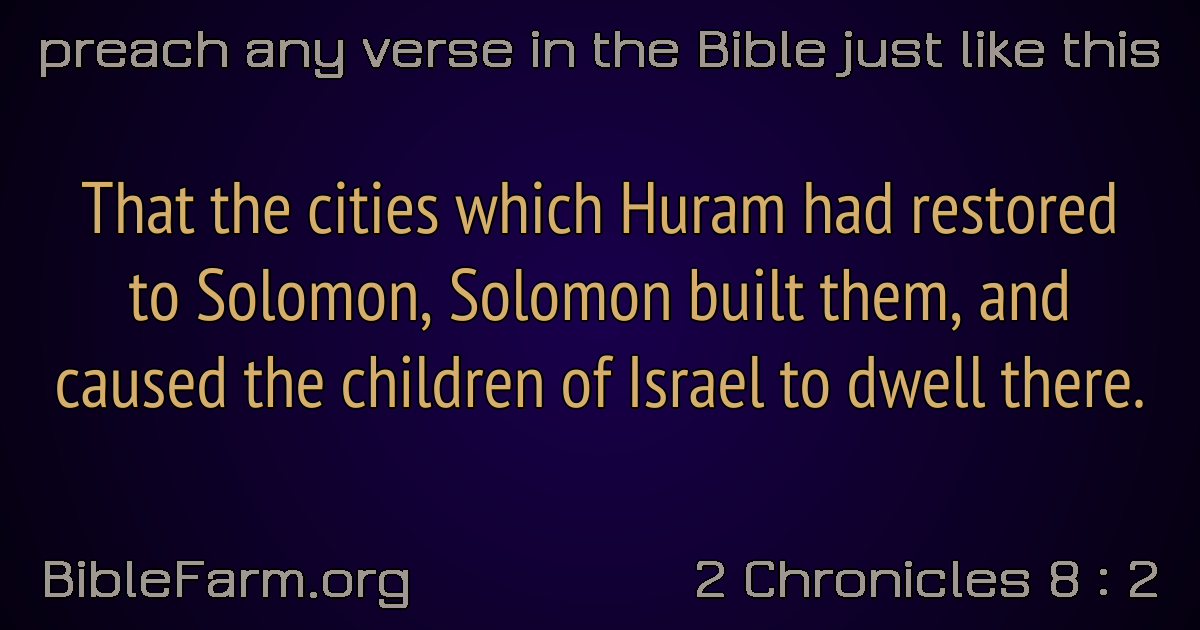 preach any verse in the Bible just like this
That the cities which Huram had restored
to Solomon, Solomon built them, and
caused the children of Israel to dwell there.
BibleFarm.org
2 Chronicles 8 : 2